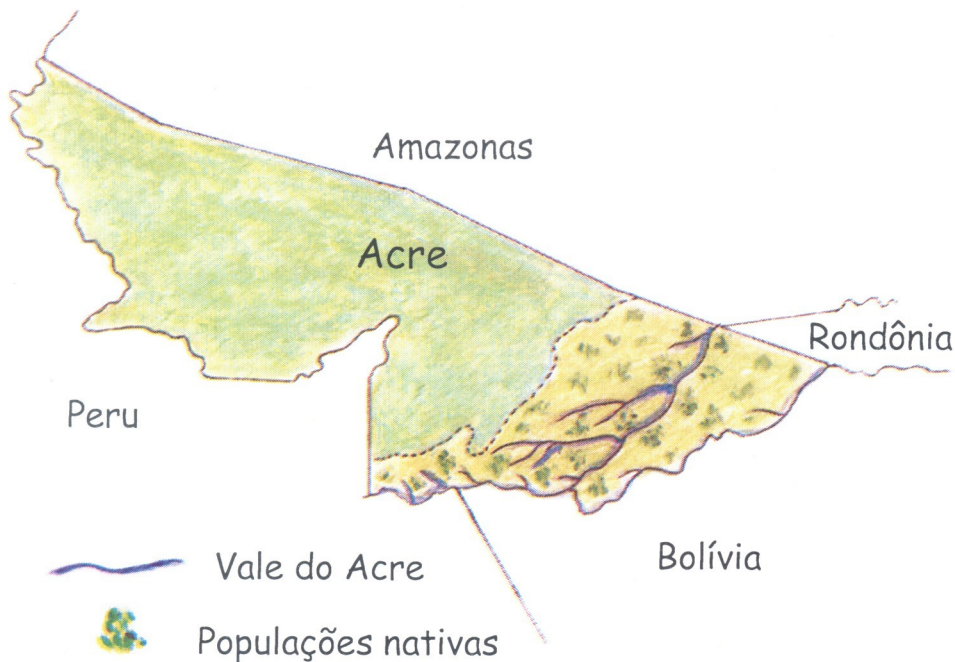 Amazonas
Acre
Rondônia
Peru
Bolívia
Vale do Acre
Populações nativas